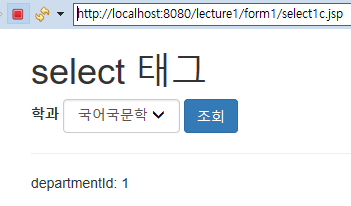 http://localhost:8080/lecture1/form1/select1c.jsp
select 태그
학과 국어국문학 조회
departmentId: 1